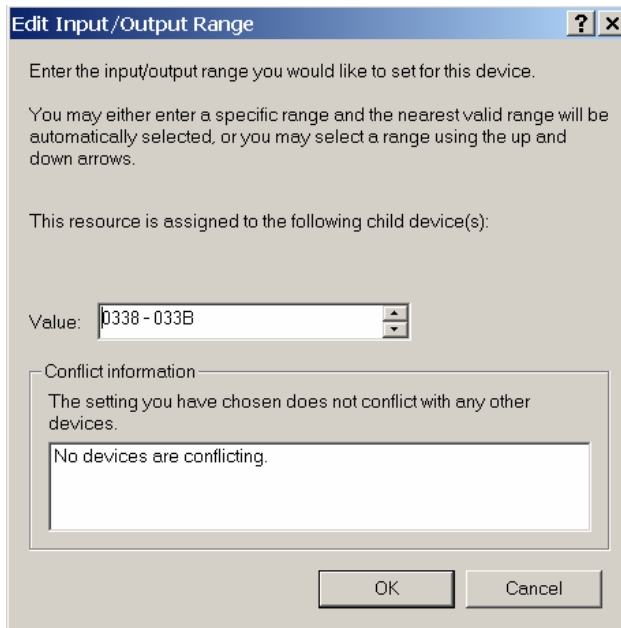 Edit Input/Output Range
Enter the input/output range you would like to set for this device.
You may either enter a specific range and the nearest valid range will be
automatically selected, or you may select a range using the up and
down arrows.
This resource is assigned to the following child device(s):
Value: 0338 - 033B
Conflict information
The setting you have chosen does not conflict with any other
devices.
No devices are conflicting.
OK Cancel